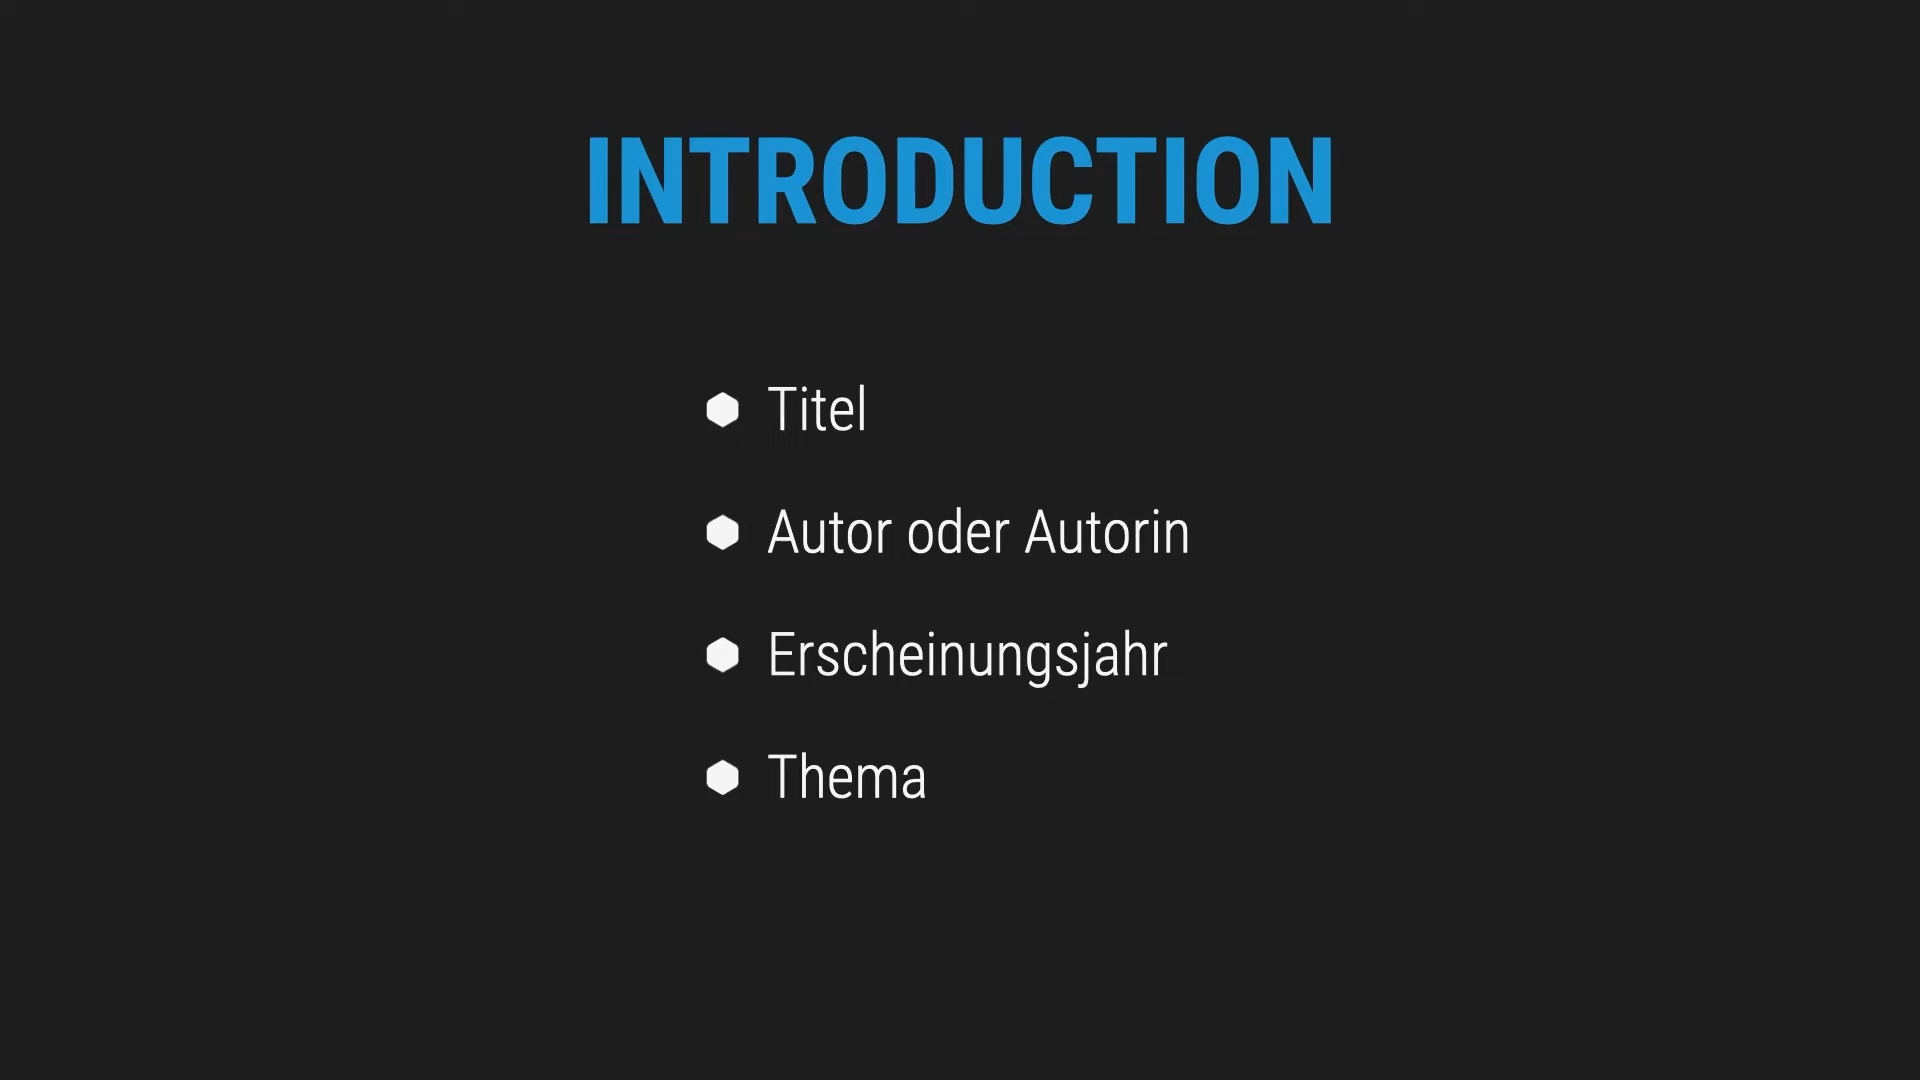 INTRODUCTION
Titel
Autor oder Autorin
Erscheinungsjahr
Thema